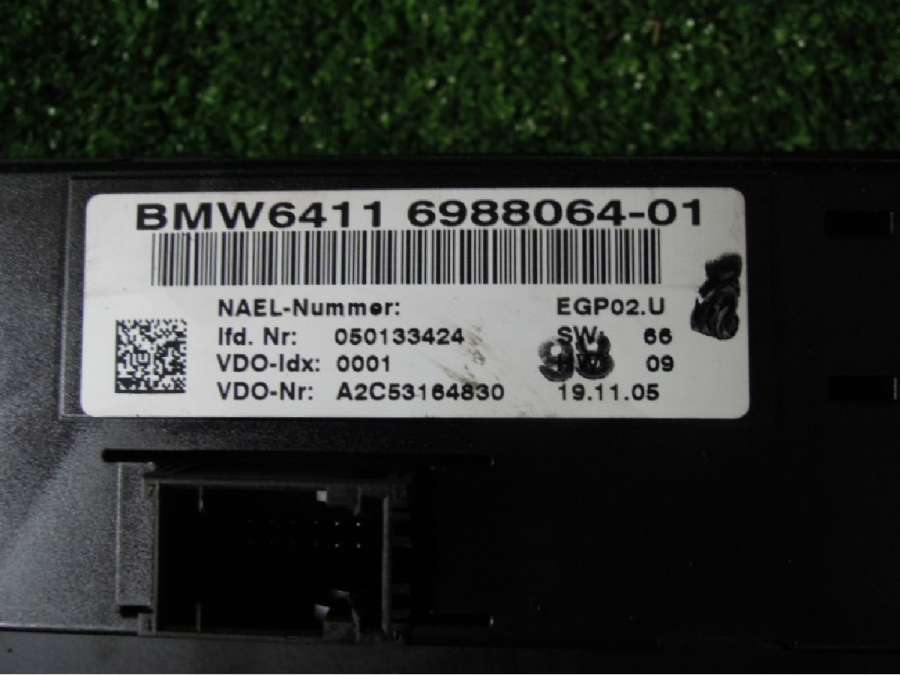 BMW6411 6988064-01
NAEL-Nummer: EGP02.U
lfd. Nr: 050133424 SW: 66
VDO-Idx: 0001 HW: 09
VDO-Nr: A2C53164830 19.11.05